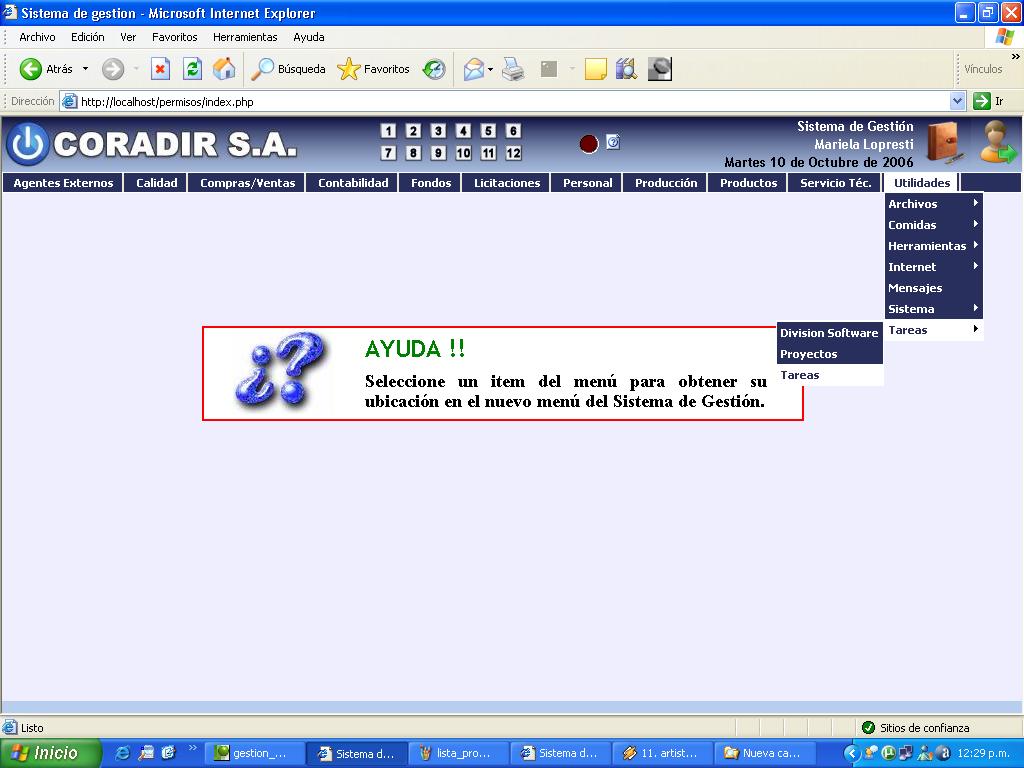 Sistema de gestion - Microsoft Internet Explorer
Archivo Edición Ver Favoritos Herramientas Ayuda
Atrás Búsqueda Favoritos Vínculos »
Dirección http://localhost/permisos/index.php Ir
CORADIR S.A.
1 2 3 4 5 6
7 8 9 10 11 12
Sistema de Gestión
Mariela Lopresti
Martes 10 de Octubre de 2006
Agentes Externos Calidad Compras/Ventas Contabilidad Fondos Licitaciones Personal Producción Productos Servicio Téc. Utilidades
Archivos
Comidas
Herramientas
Internet
Mensajes
Sistema
Tareas
Division Software
Proyectos
Tareas
¿?
AYUDA !!
Seleccione un item del menú para obtener su
ubicación en el nuevo menú del Sistema de Gestión.
Listo Sitios de confianza
Inicio » gestion_... Sistema d... lista_pro... Sistema d... 11. artist... Nueva ca... 12:29 p.m.